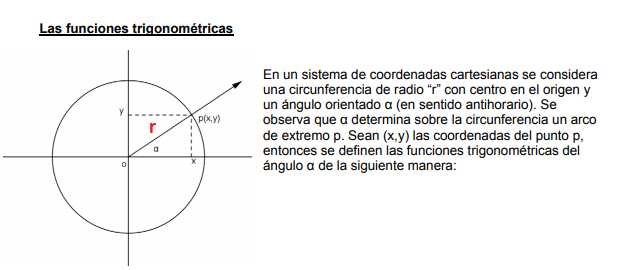 Las funciones trigonométricas
En un sistema de coordenadas cartesianas se considera
una circunferencia de radio “r” con centro en el origen y
un ángulo orientado α (en sentido antihorario). Se
observa que α determina sobre la circunferencia un arco
de extremo p. Sean (x,y) las coordenadas del punto p,
entonces se definen las funciones trigonométricas del
ángulo α de la siguiente manera:
y
p(x,y)
r
α
o
x